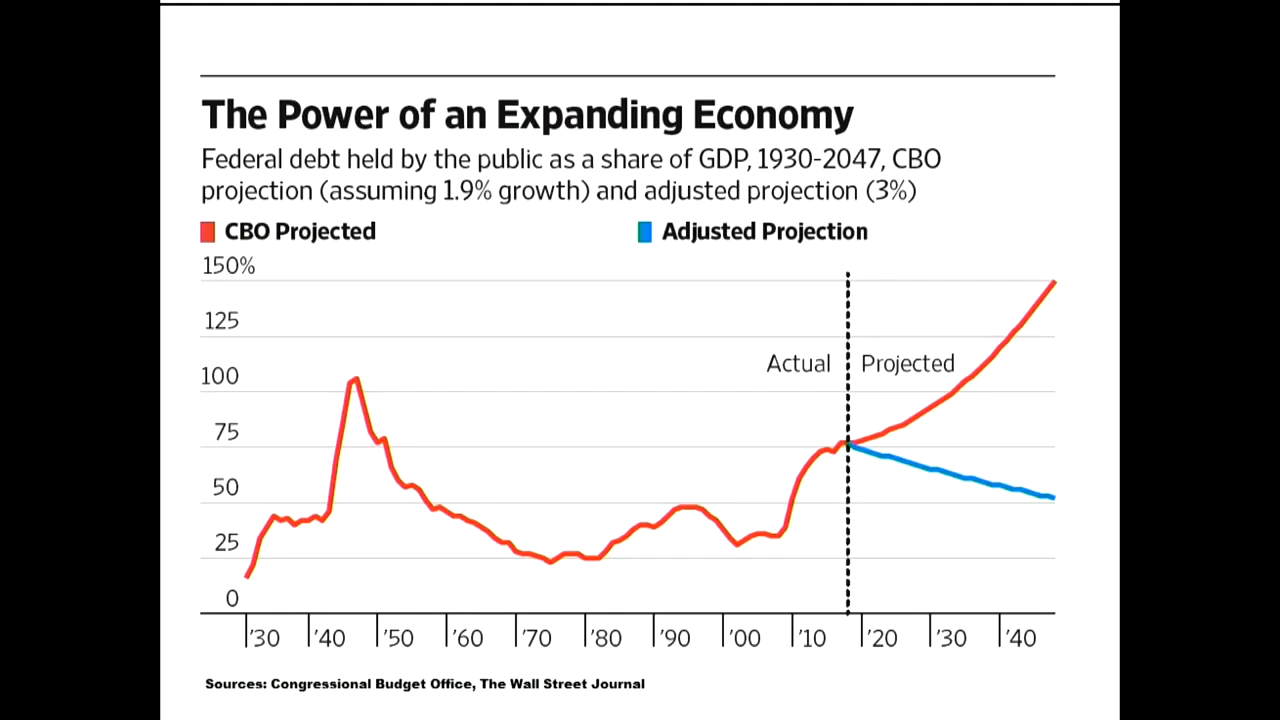 The Power of an Expanding Economy
Federal debt held by the public as a share of GDP, 1930-2047, CBO
projection (assuming 1.9% growth) and adjusted projection (3%)
CBO Projected Adjusted Projection
150%
125
Actual Projected
100
75
50
25
0
'30 '40 '50 '60 '70 '80 '90 '00 '10 '20 '30 '40
Sources: Congressional Budget Office, The Wall Street Journal